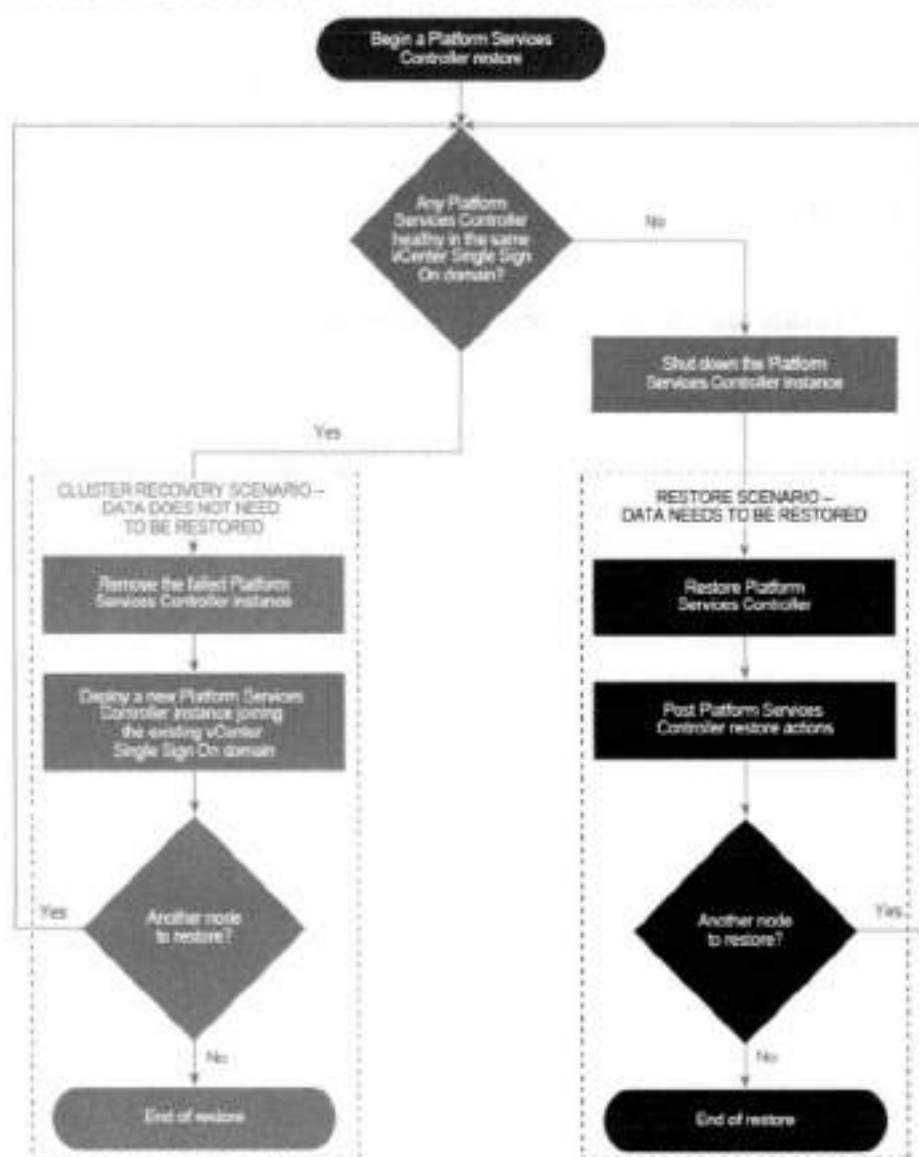 Begin a Platform Services
Controller restore
Any Platform
Services Controller
healthy in the same
vCenter Single Sign
On domain?
No
Shut down the Platform
Services Controller instance
Yes
CLUSTER RECOVERY SCENARIO –
DATA DOES NOT NEED
TO BE RESTORED
Remove the failed Platform
Services Controller instance
Deploy a new Platform Services
Controller instance joining
the existing vCenter
Single Sign On domain
Yes
Another node
to restore?
No
End of restore
RESTORE SCENARIO –
DATA NEEDS TO BE RESTORED
Restore Platform
Services Controller
Post Platform Services
Controller restore actions
Another node
to restore?
Yes
No
End of restore